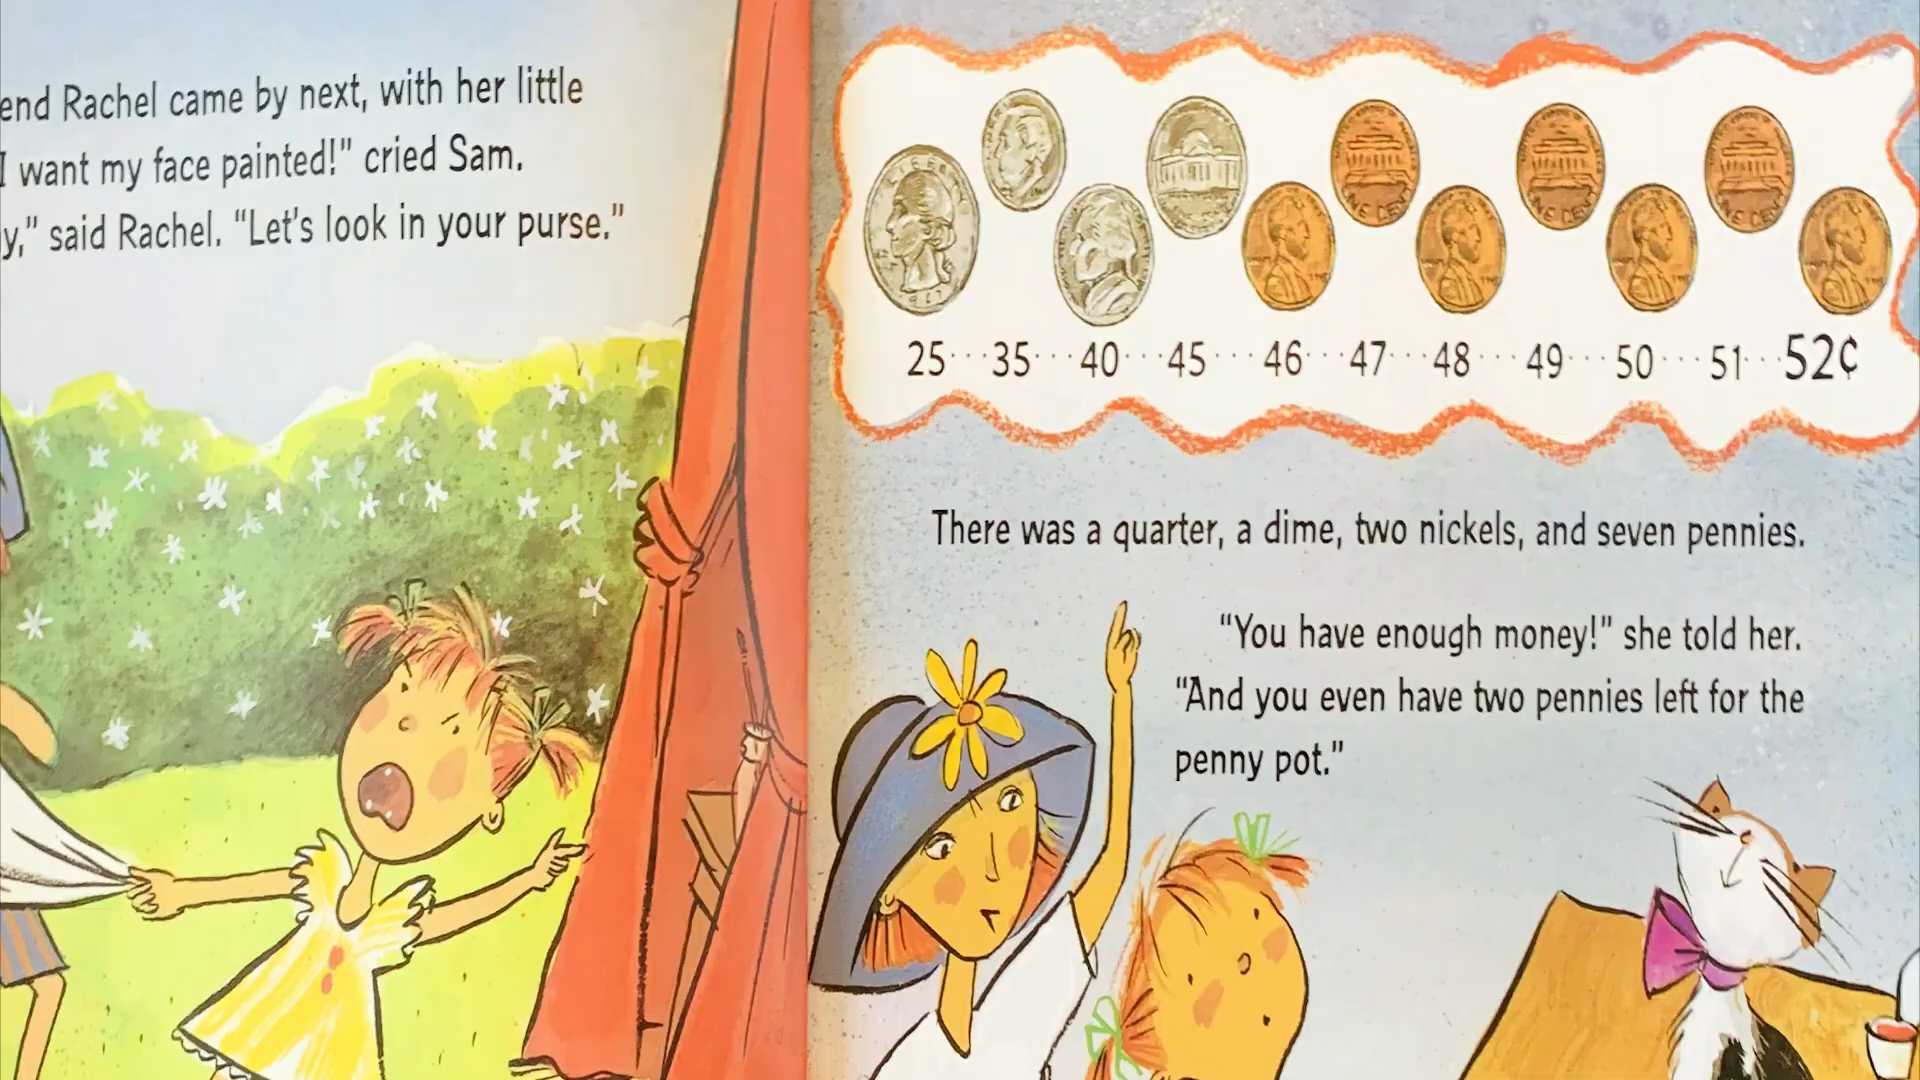 end Rachel came by next, with her little
I want my face painted!" cried Sam.
y," said Rachel. "Let's look in your purse."
25 · · · 35 · · · 40 · · · 45 · · · 46 · · · 47 · · · 48 · · · 49 · · · 50 · · · 51 · · 52¢
There was a quarter, a dime, two nickels, and seven pennies.
"You have enough money!" she told her.
"And you even have two pennies left for the
penny pot."